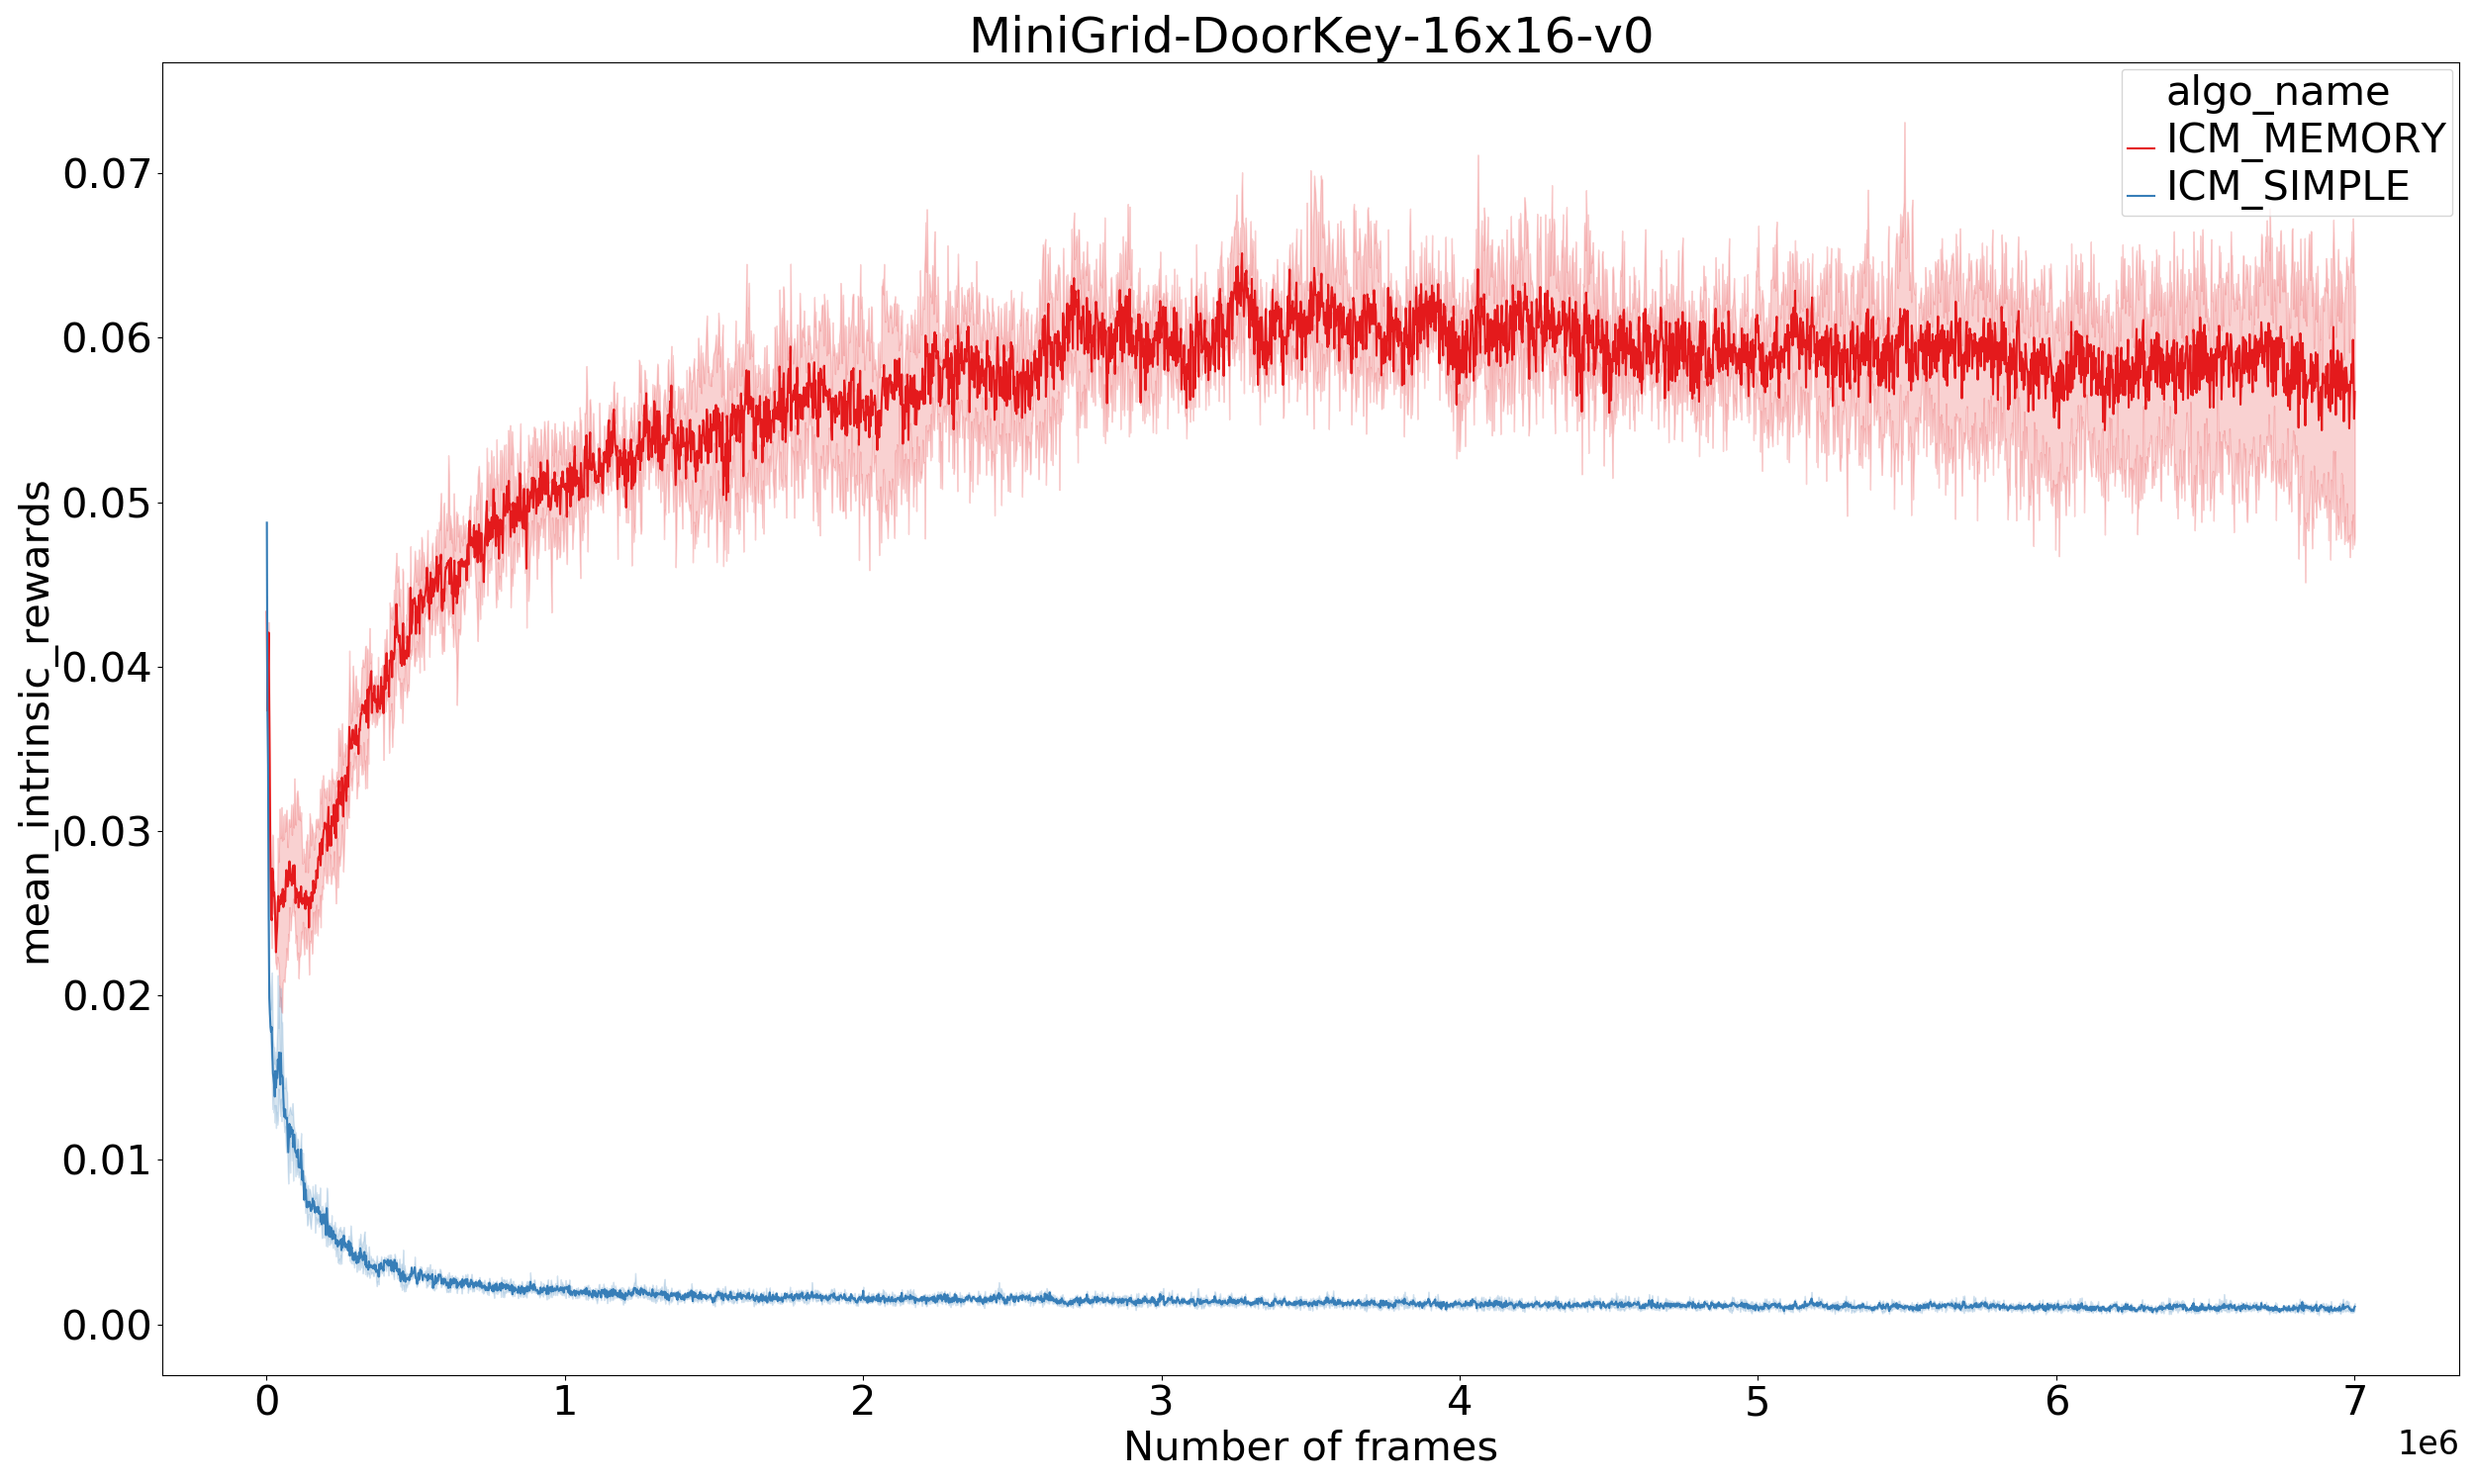 MiniGrid-DoorKey-16x16-v0
algo_name
ICM_MEMORY
ICM_SIMPLE
mean_intrinsic_rewards
0.07
0.06
0.05
0.04
0.03
0.02
0.01
0.00
0 1 2 3 4 5 6 7
1e6
Number of frames